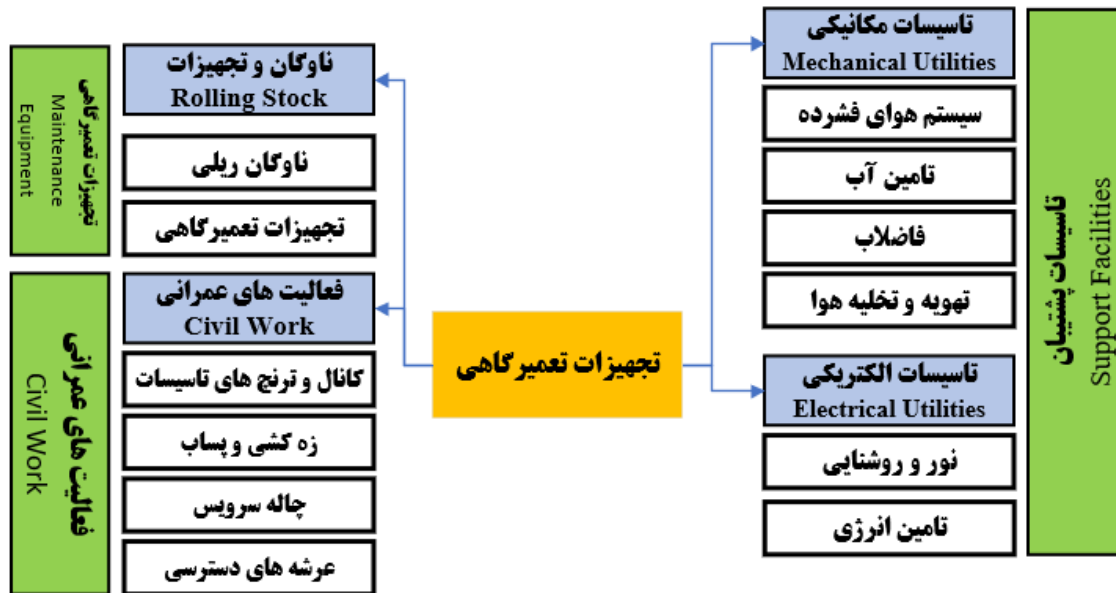 تاسیسات پشتیبان
Support Facilities
تاسیسات مکانیکی
Mechanical Utilities
سیستم هوای فشرده
تامین آب
فاضلاب
تهویه و تخلیه هوا
تاسیسات الکتریکی
Electrical Utilities
نور و روشنایی
تامین انرژی
تجهیزات تعمیرگاهی
ناوگان و تجهیزات
Rolling Stock
ناوگان ریلی
تجهیزات تعمیرگاهی
فعالیت های عمرانی
Civil Work
کانال و ترنچ های تاسیسات
زه کشی و پساب
چاله سرویس
عرشه های دسترسی
تجهیزات تعمیرگاهی
Maintenance
Equipment
فعالیت های عمرانی
Civil Work